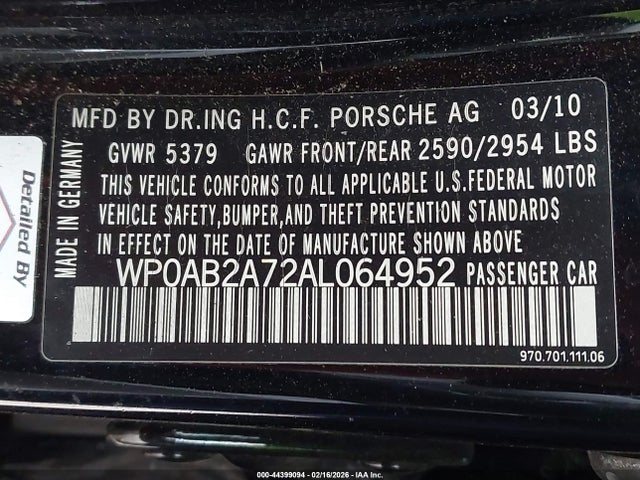 MFD BY DR.ING H.C.F. PORSCHE AG 03/10
GVWR 5379 GAWR FRONT/REAR 2590/2954 LBS
THIS VEHICLE CONFORMS TO ALL APPLICABLE U.S.FEDERAL MOTOR
VEHICLE SAFETY,BUMPER,AND THEFT PREVENTION STANDARDS
IN EFFECT ON THE DATE OF MANUFACTURE SHOWN ABOVE.
WP0AB2A72AL064952 PASSENGER CAR
970.701.111.06
MADE IN GERMANY
Detailed By
000-44399094 - 02/16/2026 - IAA Inc.